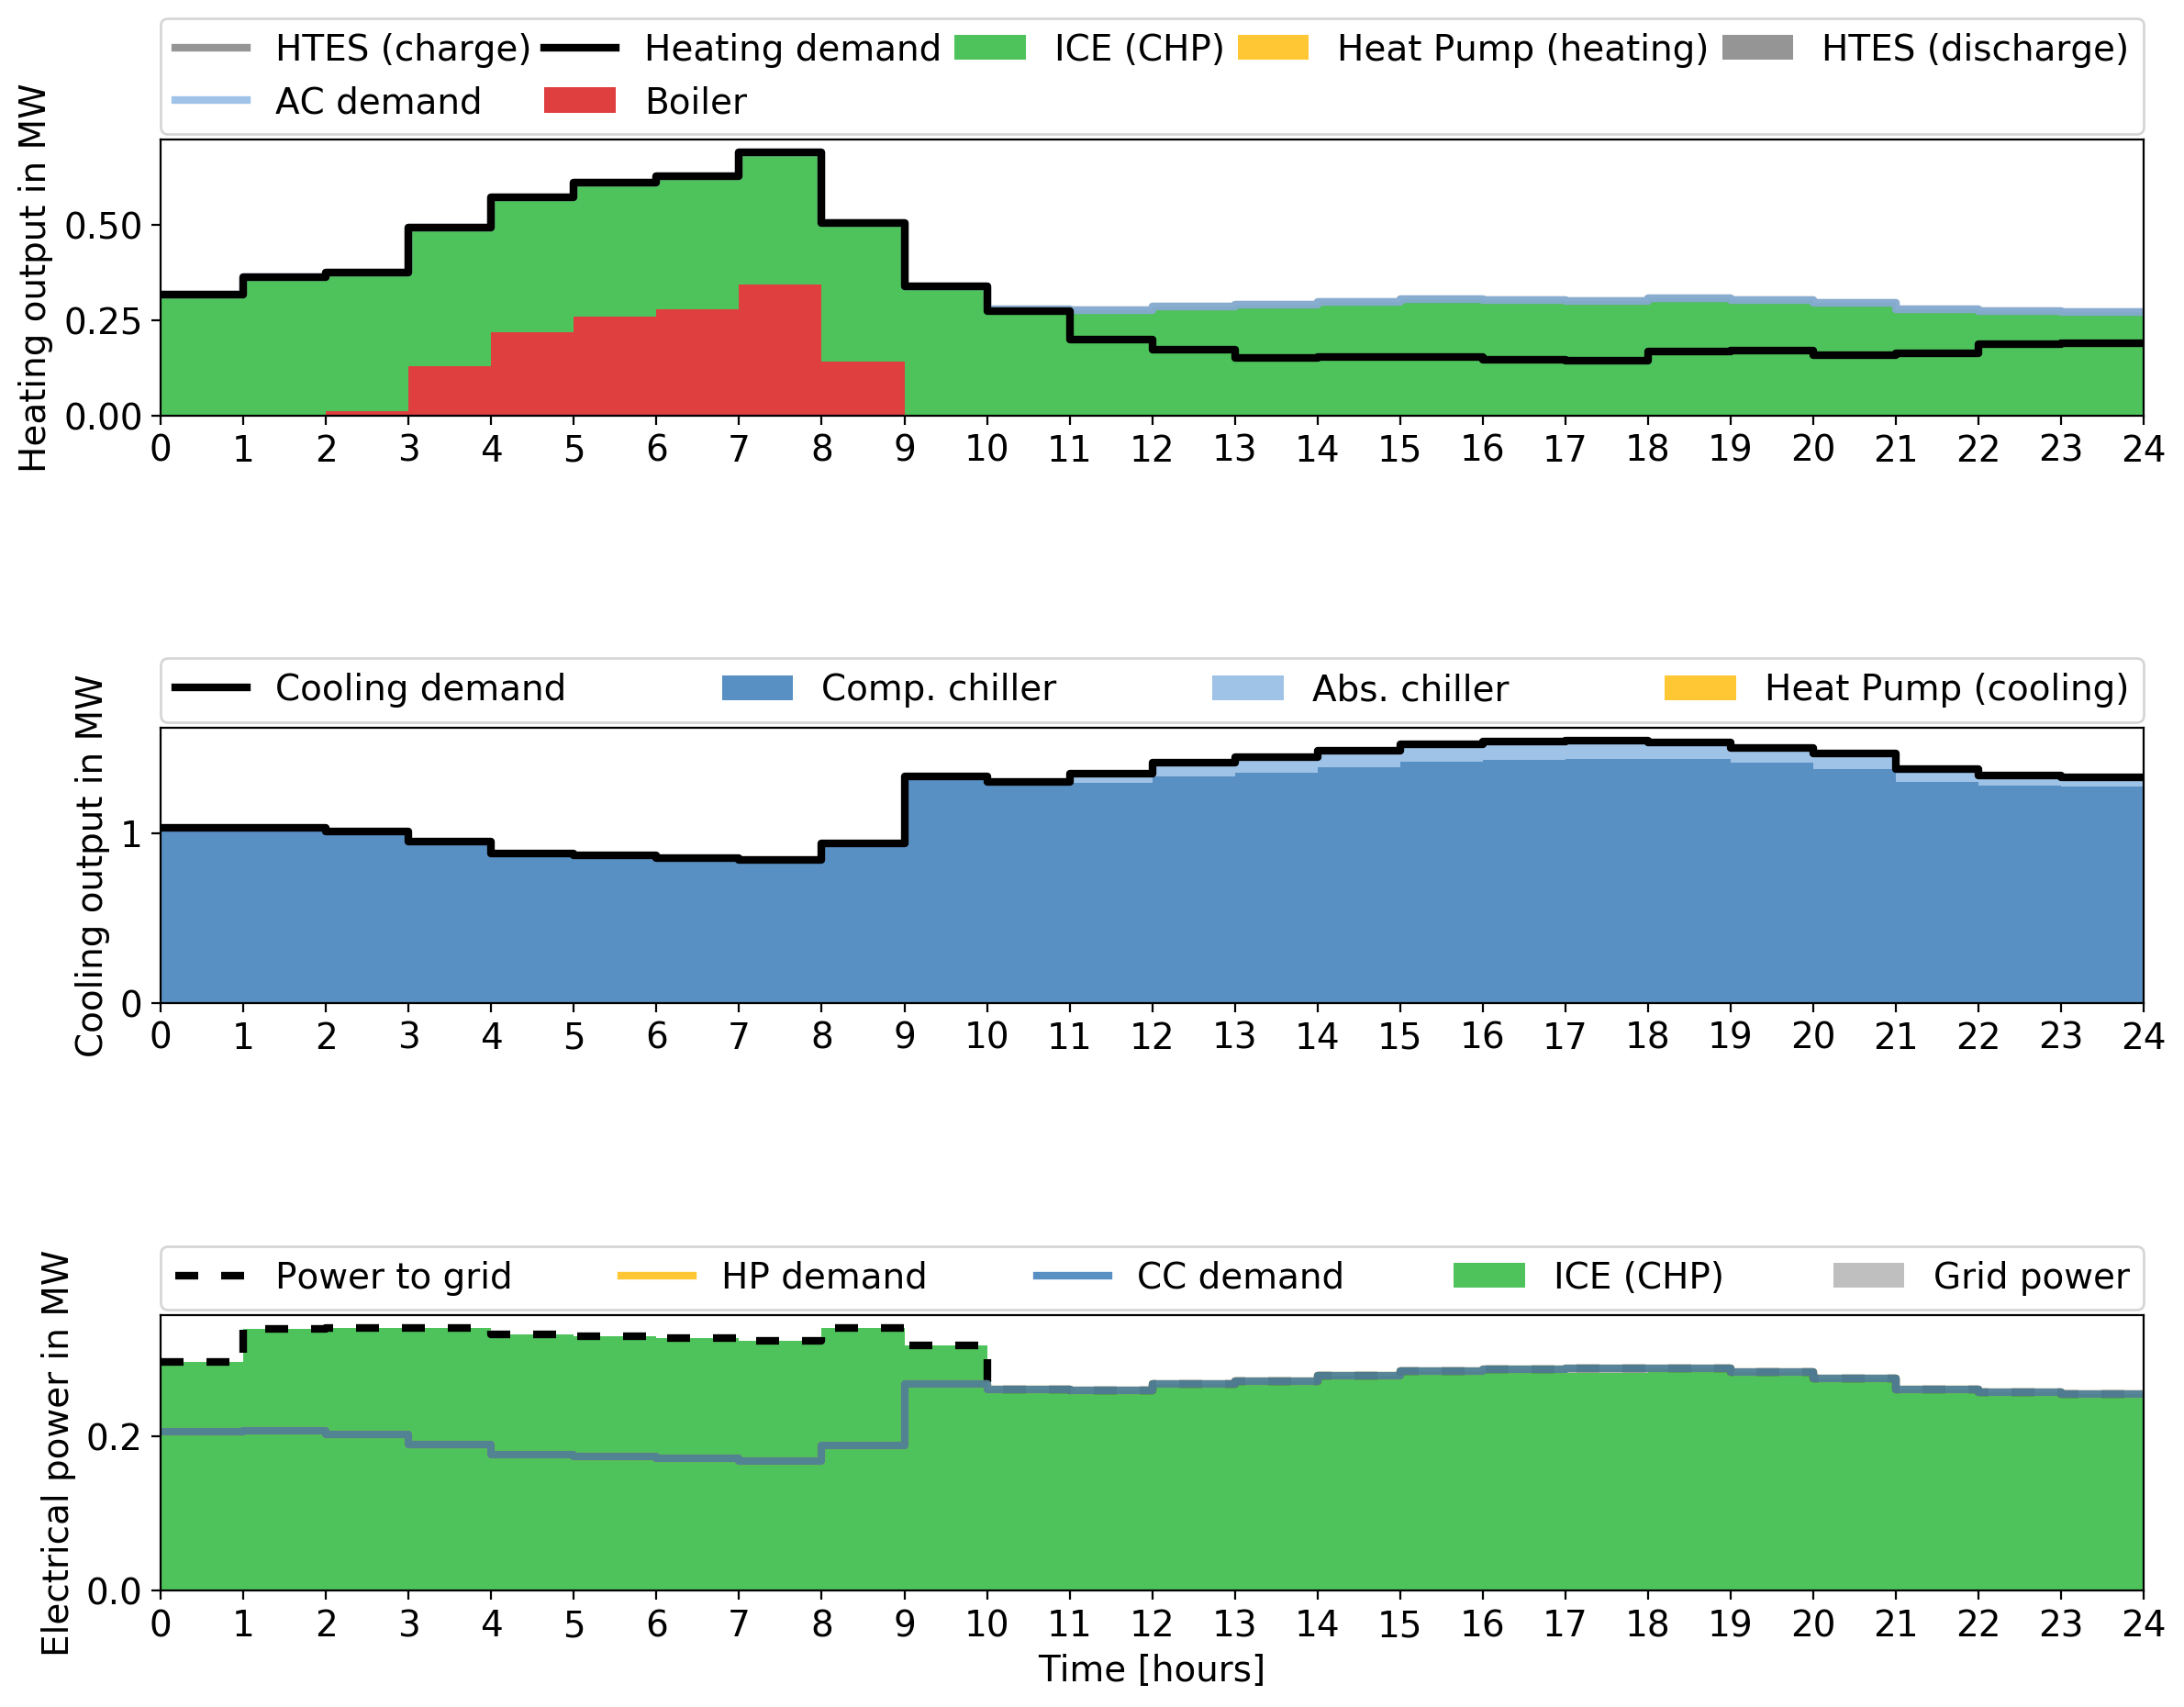 HTES (charge) Heating demand ICE (CHP) Heat Pump (heating) HTES (discharge)
AC demand Boiler
Heating output in MW
0.50
0.25
0.00
0 1 2 3 4 5 6 7 8 9 10 11 12 13 14 15 16 17 18 19 20 21 22 23 24
Cooling demand Comp. chiller Abs. chiller Heat Pump (cooling)
Cooling output in MW
1
0
0 1 2 3 4 5 6 7 8 9 10 11 12 13 14 15 16 17 18 19 20 21 22 23 24
Power to grid HP demand CC demand ICE (CHP) Grid power
Electrical power in MW
0.2
0.0
0 1 2 3 4 5 6 7 8 9 10 11 12 13 14 15 16 17 18 19 20 21 22 23 24
Time [hours]